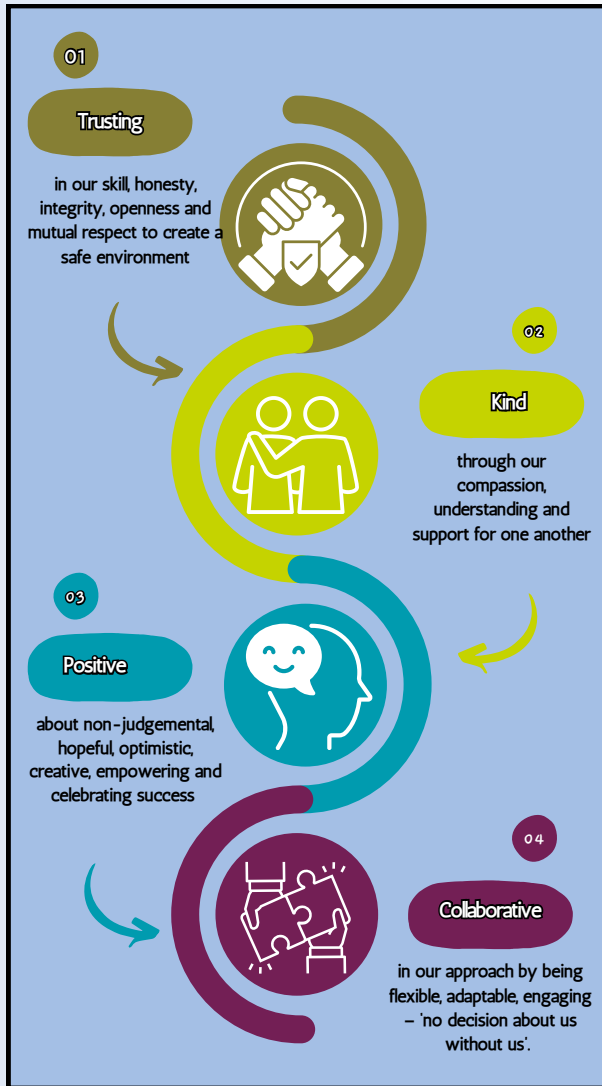 01
Trusting
in our skill, honesty,
integrity, openness and
mutual respect to create a
safe environment
02
Kind
through our
compassion,
understanding and
support for one another
03
Positive
about non-judgemental,
hopeful, optimistic,
creative, empowering and
celebrating success
04
Collaborative
in our approach by being
flexible, adaptable, engaging
– 'no decision about us
without us'.